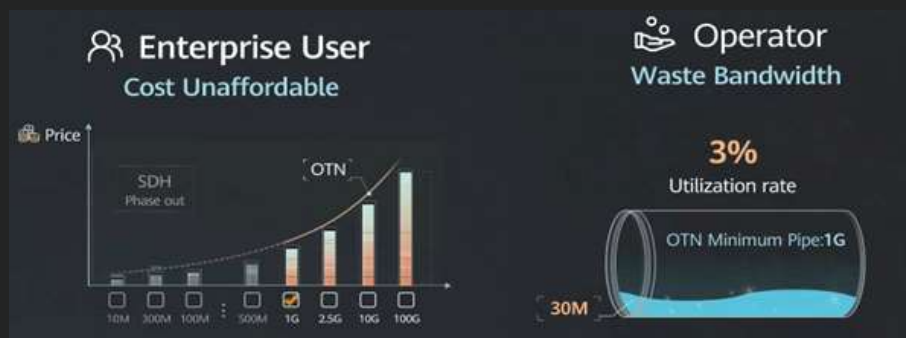 Enterprise User
Cost Unaffordable
Price
SDH
Phase out
OTN
10M 300M 100M : 500M 1G 2.5G 10G 100G
Operator
Waste Bandwidth
3%
Utilization rate
OTN Minimum Pipe:1G
30M